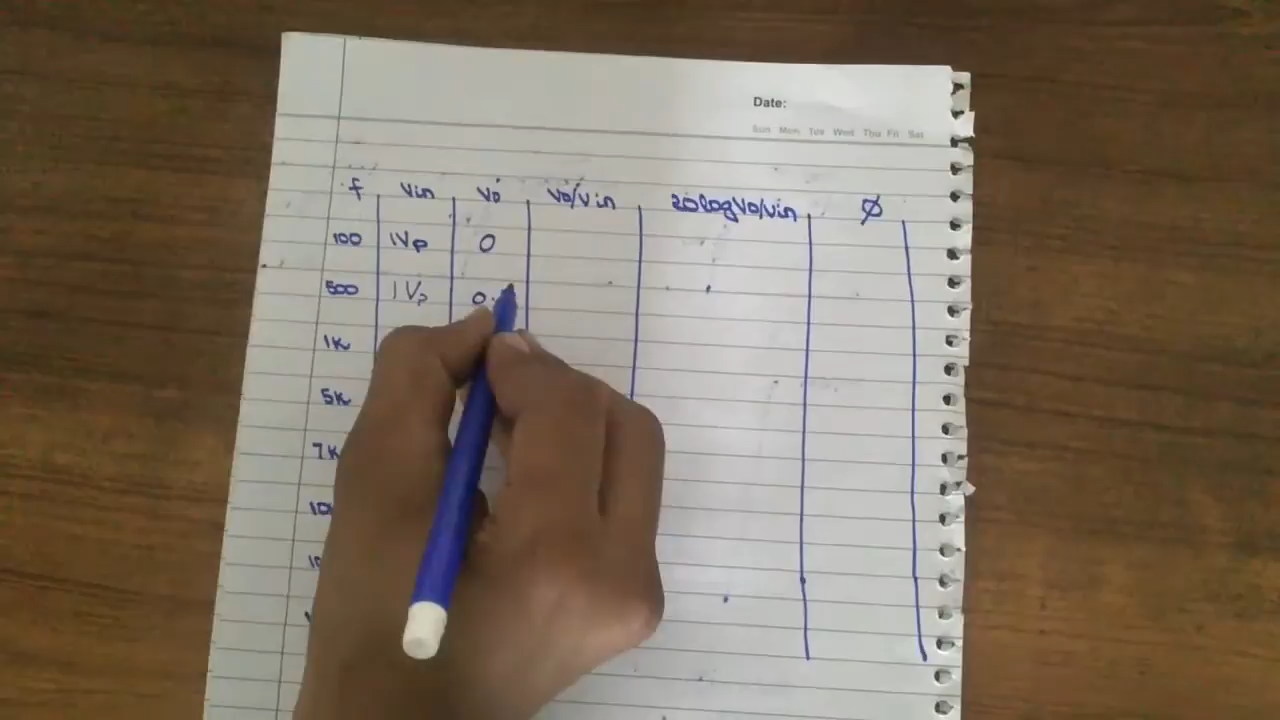 Date:
Sun Mon Tue Wed Thu Fri Sat
f Vin Vo Vo/Vin 20logVo/Vin Ø
100 1Vp 0
500 1Vp 0.
1K
5K
7K